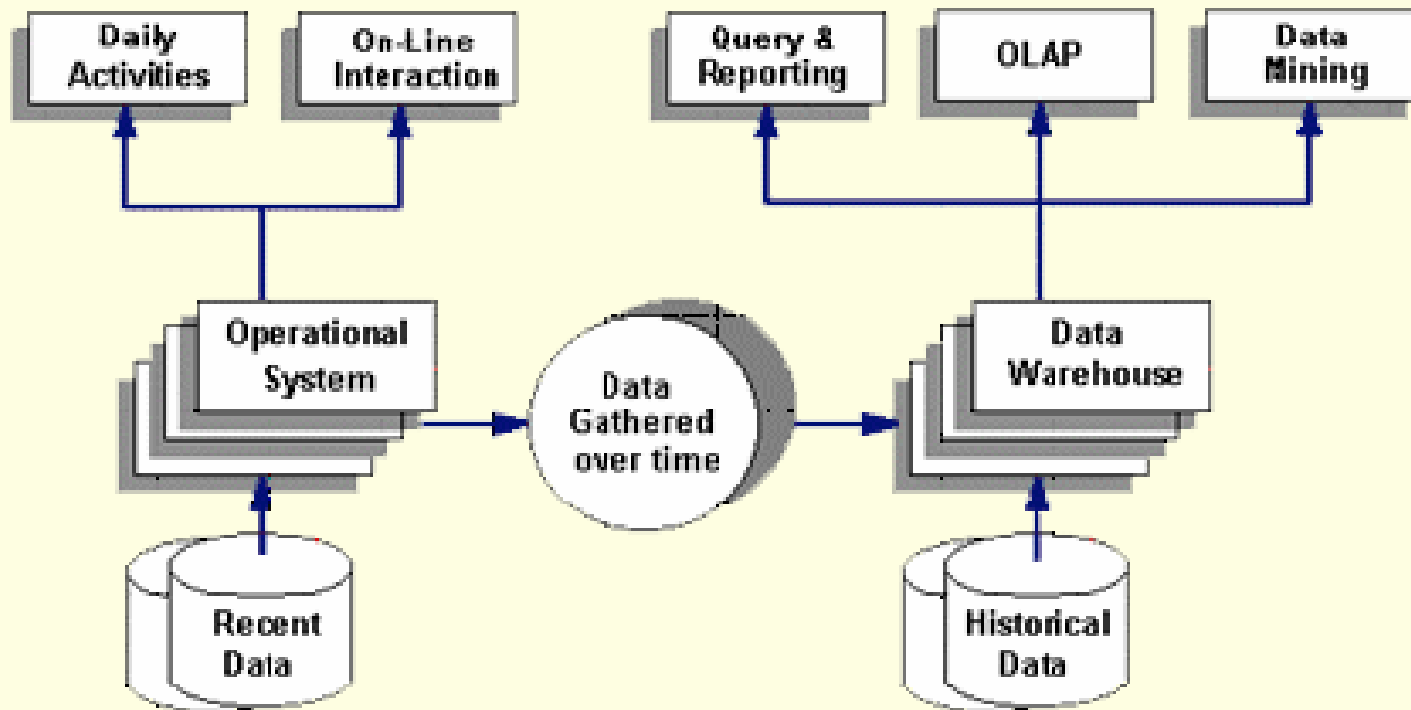 Daily
Activities
On-Line
Interaction
Query &
Reporting
OLAP
Data
Mining
Operational
System
Data
Gathered
over time
Data
Warehouse
Recent
Data
Historical
Data